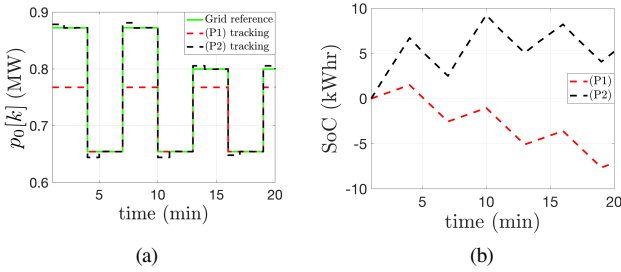 0.9
0.8
0.7
0.6
p₀[k] (MW)
Grid reference
(P1) tracking
(P2) tracking
5 10 15 20
time (min)
(a)
10
5
0
-5
-10
SoC (kWhr)
(P1)
(P2)
5 10 15 20
time (min)
(b)